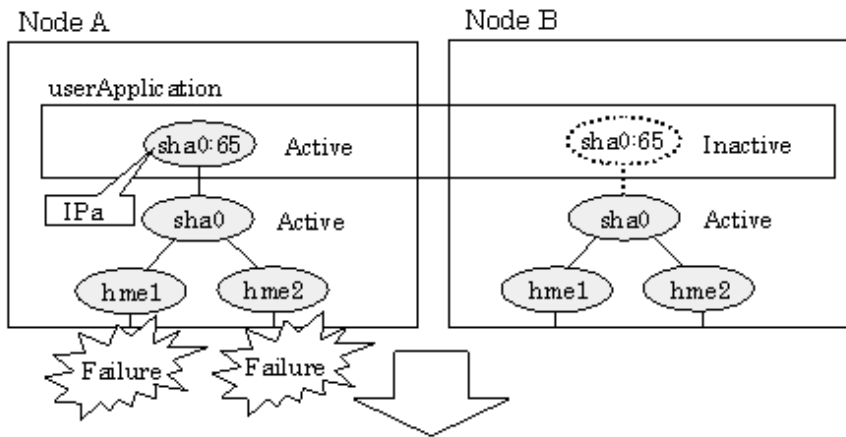 Node A
Node B
userApplication
sha0:65
Active
sha0:65
Inactive
IPa
sha0
Active
sha0
Active
hme1
hme2
hme1
hme2
Failure
Failure